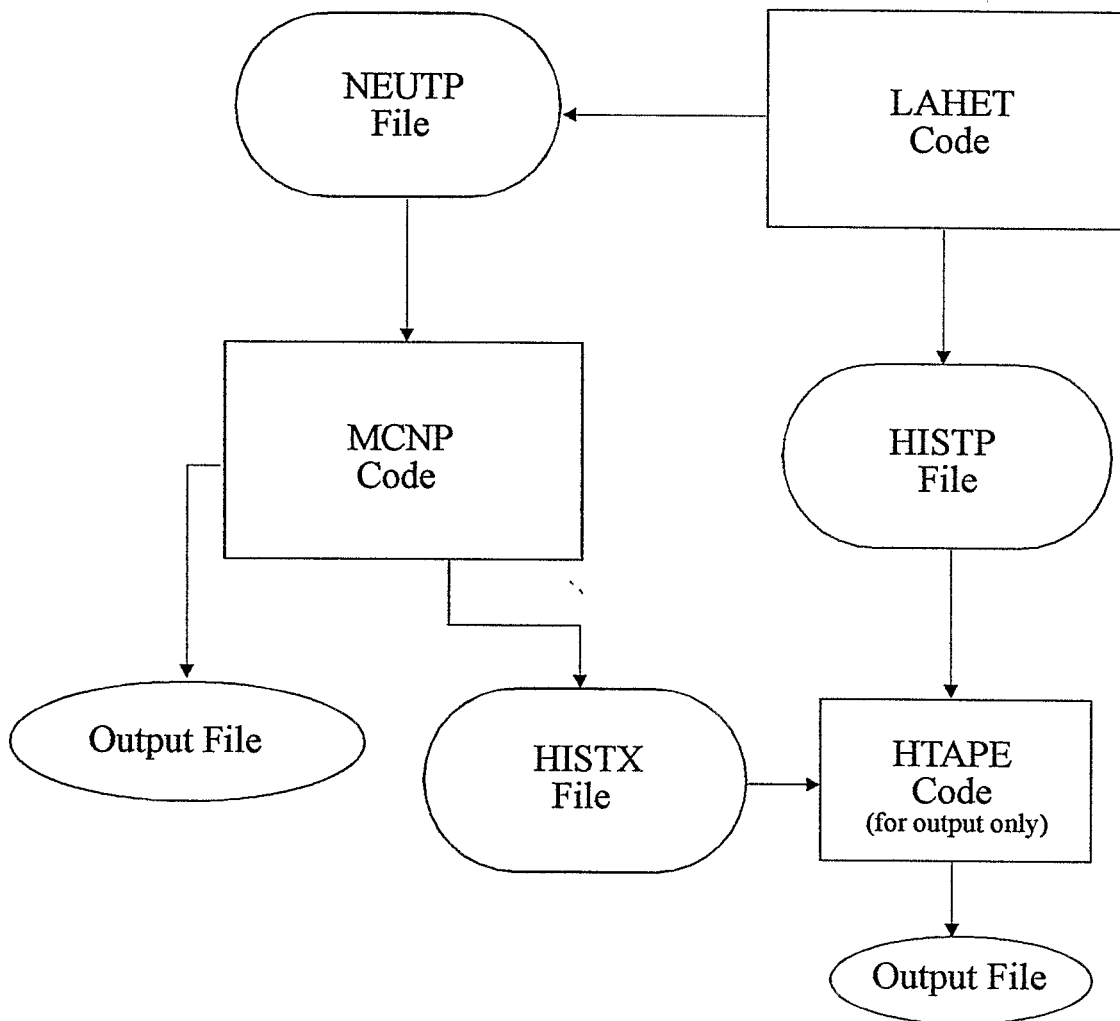 NEUTP
File
LAHET
Code
MCNP
Code
HISTP
File
Output File
HISTX
File
HTAPE
Code
(for output only)
Output File